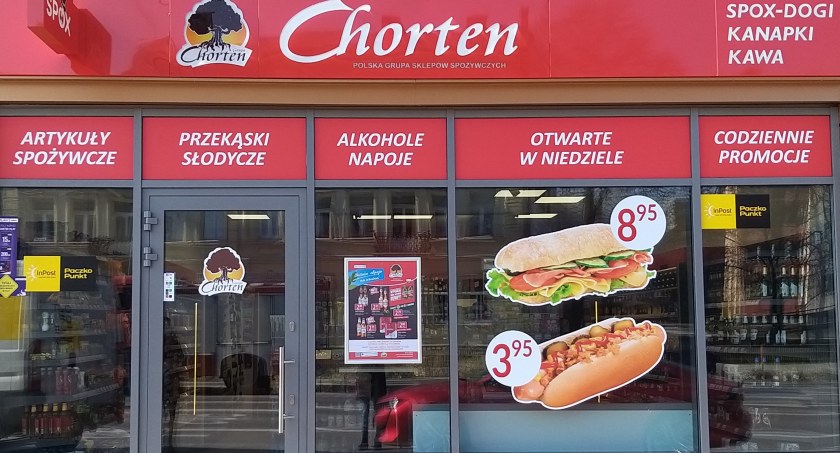 SPOX
Chorten
Chorten
POLSKA GRUPA SKLEPÓW SPOŻYWCZYCH
SPOX-DOGI
KANAPKI
KAWA
ARTYKUŁY
SPOŻYWCZE
PRZEKĄSKI
SŁODYCZE
ALKOHOLE
NAPOJE
OTWARTE
W NIEDZIELE
CODZIENNIE
PROMOCJE
8 95
InPost Paczko
Punkt
InPost Paczko
Punkt
Chorten
3 95